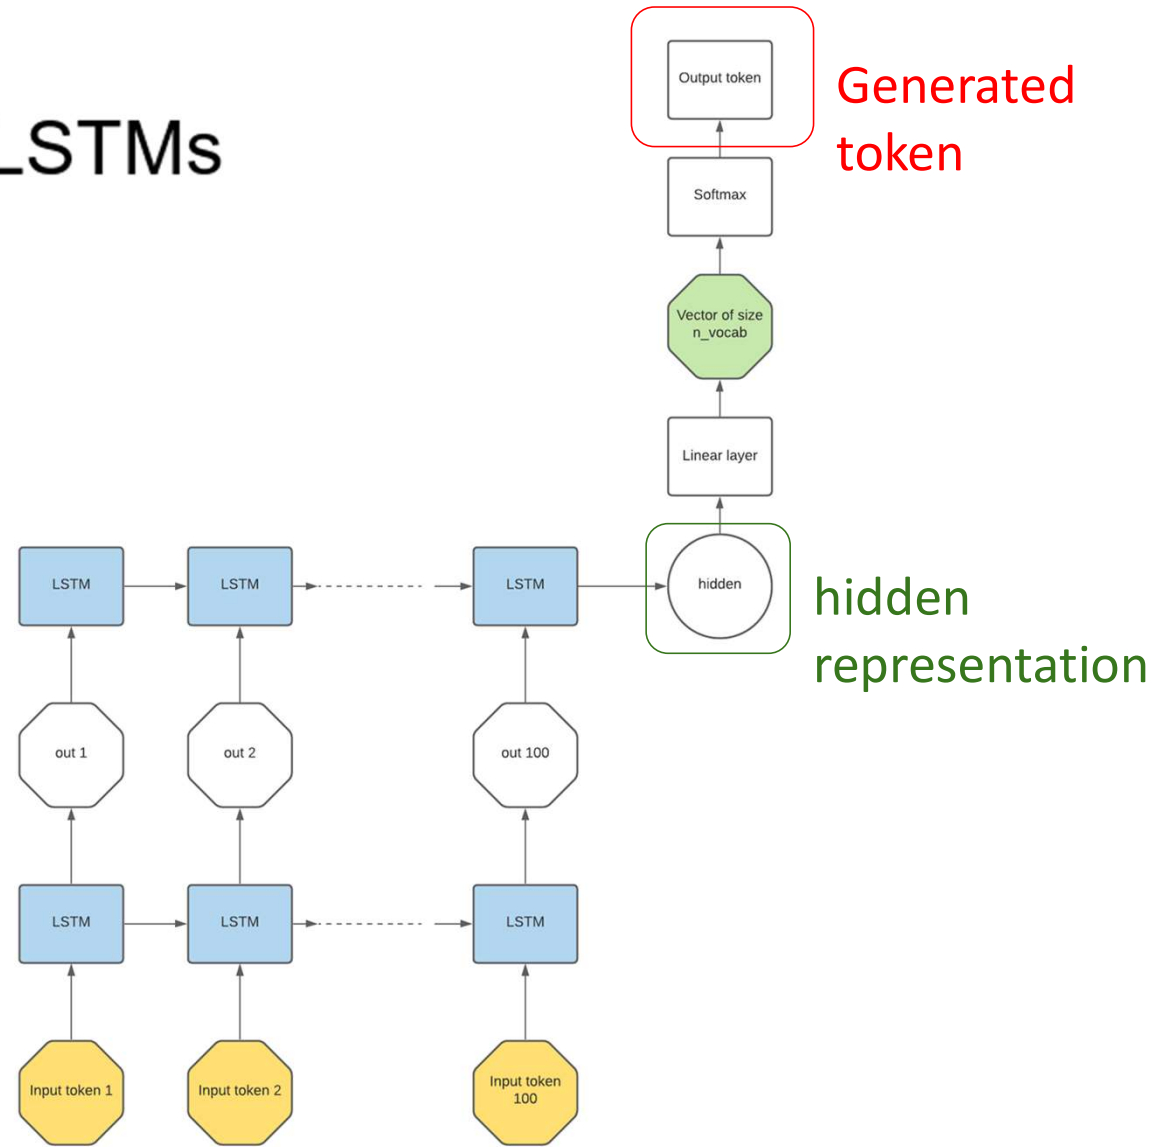 LSTMs
Output token
Generated
token
Softmax
Vector of size
n_vocab
Linear layer
LSTM
LSTM
LSTM
hidden
hidden
representation
out 1
out 2
out 100
LSTM
LSTM
LSTM
Input token 1
Input token 2
Input token
100